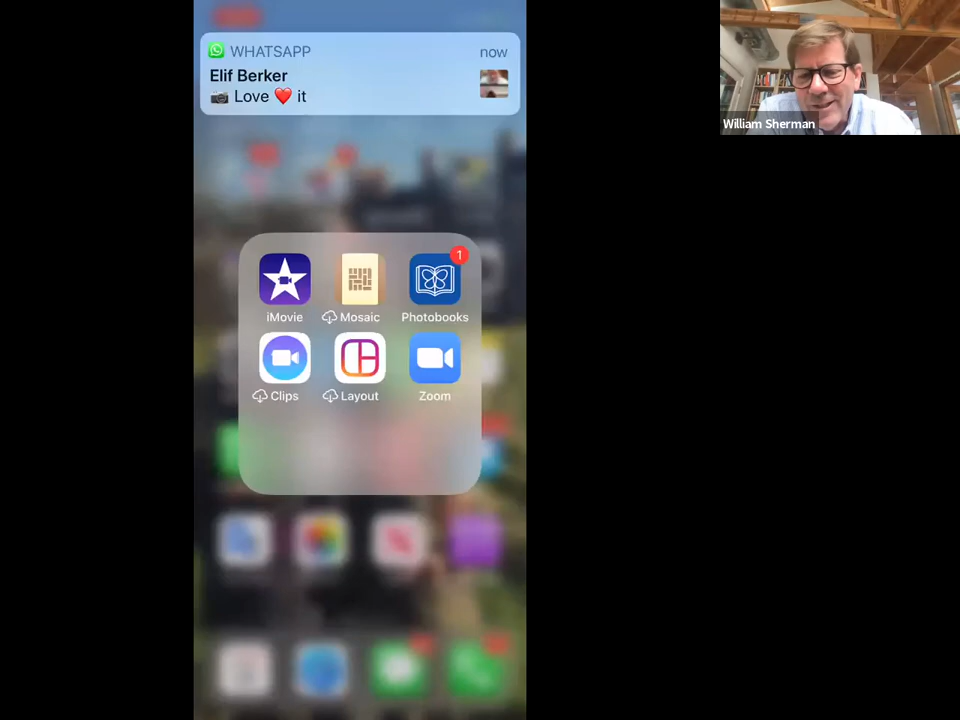 WHATSAPP now
Elif Berker
📷 Love ❤️ it
1
iMovie Mosaic Photobooks
Clips Layout Zoom
William Sherman